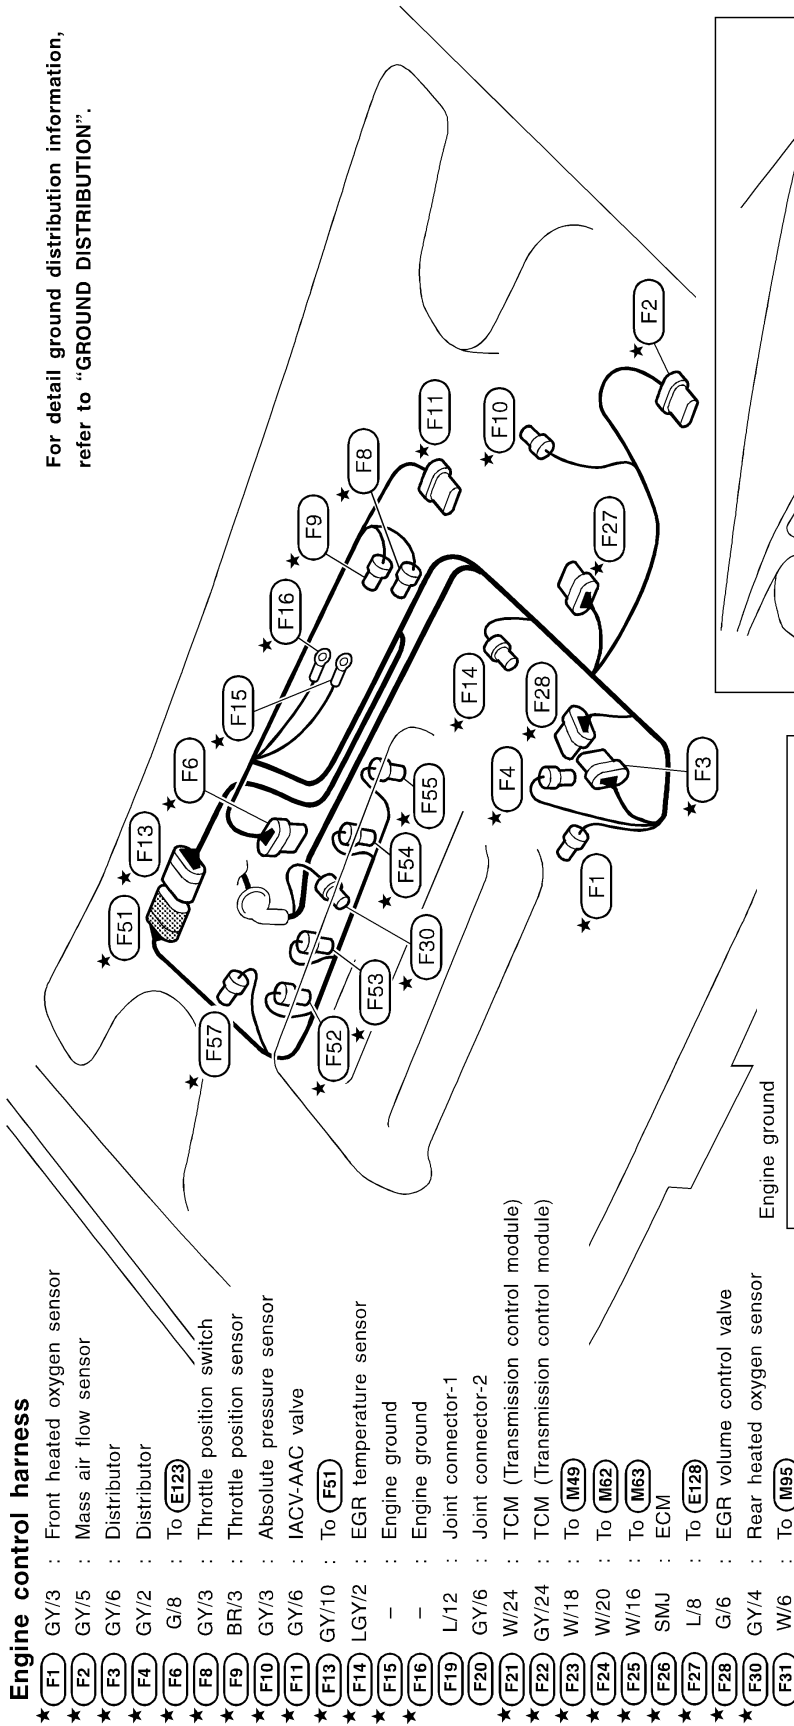 Engine control harness
★ F1 GY/3 : Front heated oxygen sensor
★ F2 GY/5 : Mass air flow sensor
★ F3 GY/6 : Distributor
★ F4 GY/2 : Distributor
★ F6 G/8 : To E123
★ F8 GY/3 : Throttle position switch
★ F9 BR/3 : Throttle position sensor
★ F10 GY/3 : Absolute pressure sensor
★ F11 GY/6 : IACV-AAC valve
★ F13 GY/10 : To F51
★ F14 LGY/2 : EGR temperature sensor
★ F15 – : Engine ground
★ F16 – : Engine ground
F19 L/12 : Joint connector-1
F20 GY/6 : Joint connector-2
★ F21 W/24 : TCM (Transmission control module)
★ F22 GY/24 : TCM (Transmission control module)
★ F23 W/18 : To M49
★ F24 W/20 : To M62
★ F25 W/16 : To M63
★ F26 SMJ : ECM
★ F27 L/8 : To E128
★ F28 G/6 : EGR volume control valve
★ F30 GY/4 : Rear heated oxygen sensor
F31 W/6 : To M95
For detail ground distribution information,
refer to “GROUND DISTRIBUTION”.
★ F51
★ F13
★ F6
★ F15
★ F16
★ F9
★ F8
★ F11
★ F10
★ F2
★ F57
★ F52
★ F53
★ F30
★ F54
★ F55
★ F14
★ F4
★ F28
★ F27
★ F1
★ F3
Engine ground